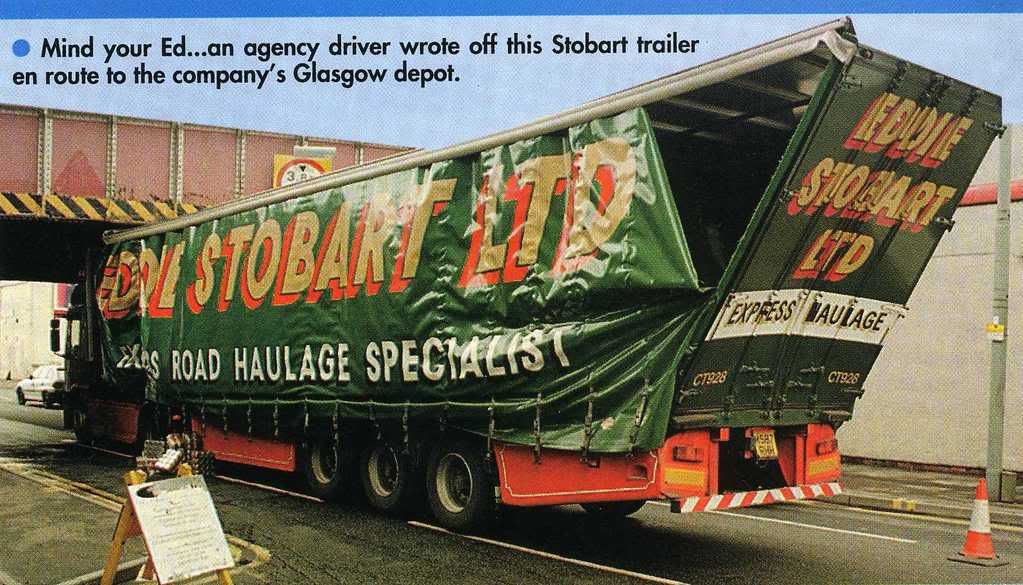 Mind your Ed...an agency driver wrote off this Stobart trailer
en route to the company's Glasgow depot.
EDDIE STOBART LTD
ROAD HAULAGE SPECIALIST
EDDIE
STOBART
LTD
EXPRESS HAULAGE
CT928
CT928